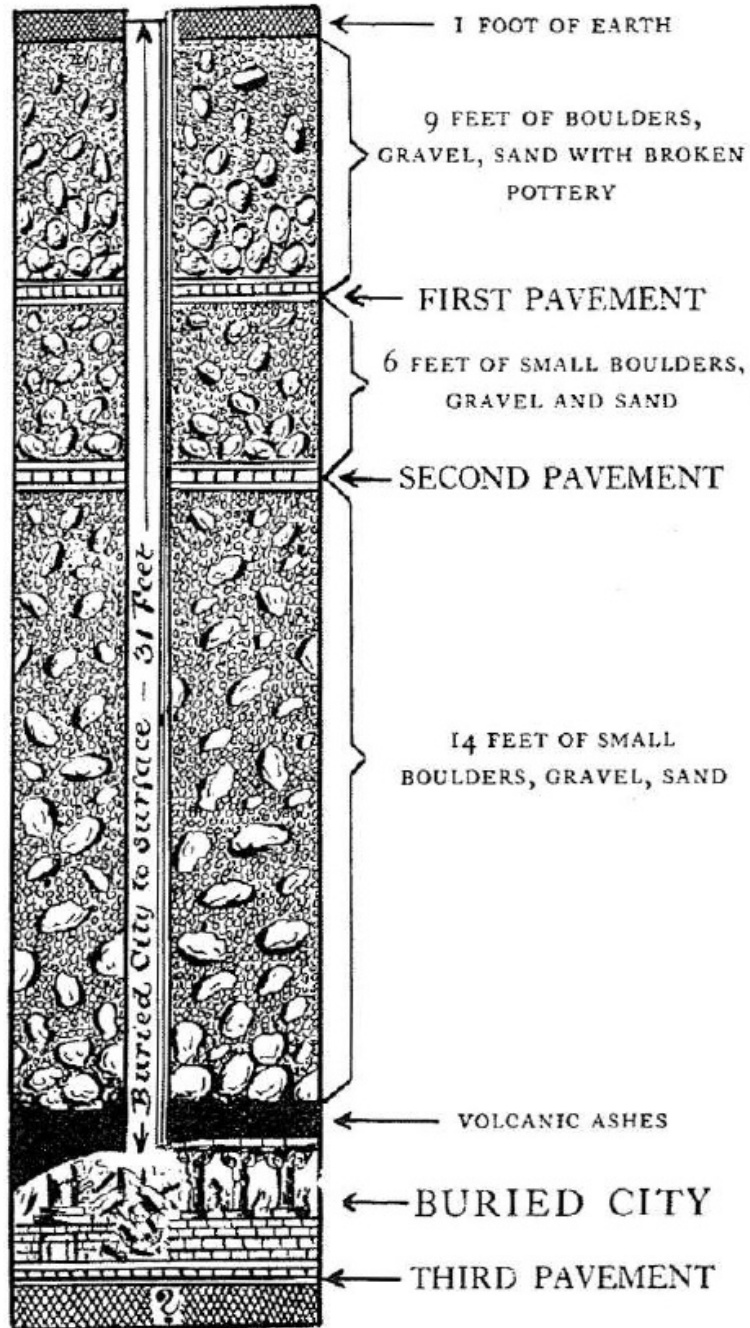 1 FOOT OF EARTH
9 FEET OF BOULDERS,
GRAVEL, SAND WITH BROKEN
POTTERY
FIRST PAVEMENT
6 FEET OF SMALL BOULDERS,
GRAVEL AND SAND
SECOND PAVEMENT
Buried City to surface — 31 Feet
14 FEET OF SMALL
BOULDERS, GRAVEL, SAND
VOLCANIC ASHES
BURIED CITY
THIRD PAVEMENT
?